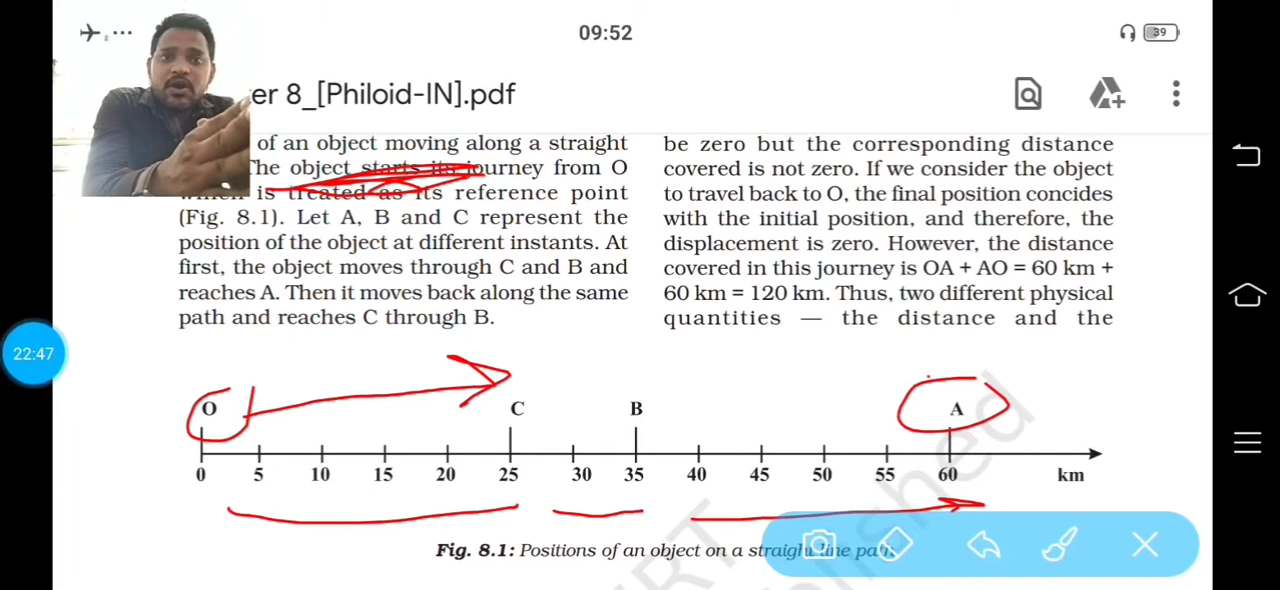 09:52
39
er 8_[Philoid-IN].pdf
of an object moving along a straight
The object starts its journey from O
which is treated as its reference point
(Fig. 8.1). Let A, B and C represent the
position of the object at different instants. At
first, the object moves through C and B and
reaches A. Then it moves back along the same
path and reaches C through B.
be zero but the corresponding distance
covered is not zero. If we consider the object
to travel back to O, the final position concides
with the initial position, and therefore, the
displacement is zero. However, the distance
covered in this journey is OA + AO = 60 km +
60 km = 120 km. Thus, two different physical
quantities — the distance and the
22:47
O C B A
0 5 10 15 20 25 30 35 40 45 50 55 60 km
Fig. 8.1: Positions of an object on a straight line path